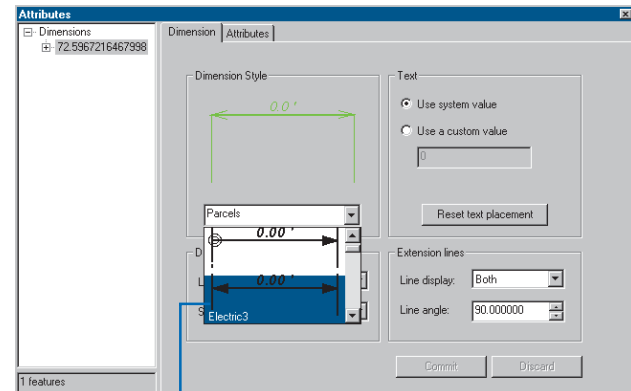 Attributes
Dimensions
72.5967216467998
Dimension
Attributes
Dimension Style
0.0 '
Parcels
0.00 '
0.00 '
Electric3
D
L
S
Text
Use system value
Use a custom value
0
Reset text placement
Extension lines
Line display:
Both
Line angle:
90.000000
Commit
Discard
1 features